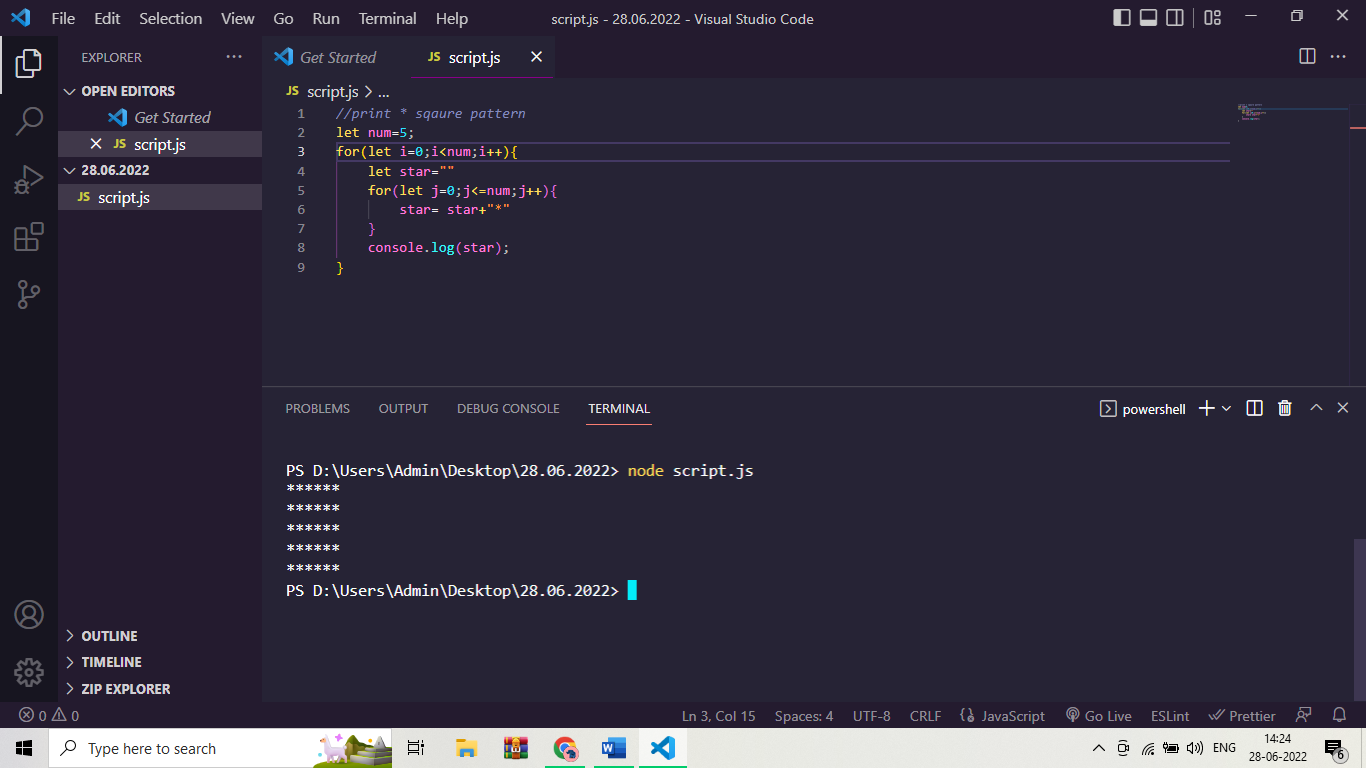 File Edit Selection View Go Run Terminal Help script.js - 28.06.2022 - Visual Studio Code
EXPLORER
OPEN EDITORS
Get Started
JS script.js
28.06.2022
JS script.js
OUTLINE
TIMELINE
ZIP EXPLORER
Get Started JS script.js
JS script.js > ...
1 //print * sqaure pattern
2 let num=5;
3 for(let i=0;i<num;i++){
4 let star=""
5 for(let j=0;j<=num;j++){
6 star= star+"*"
7 }
8 console.log(star);
9 }
PROBLEMS OUTPUT DEBUG CONSOLE TERMINAL powershell
PS D:\Users\Admin\Desktop\28.06.2022> node script.js
******
******
******
******
******
PS D:\Users\Admin\Desktop\28.06.2022>
0 0 Ln 3, Col 15 Spaces: 4 UTF-8 CRLF JavaScript Go Live ESLint Prettier
Type here to search ENG 14:24
28-06-2022 6